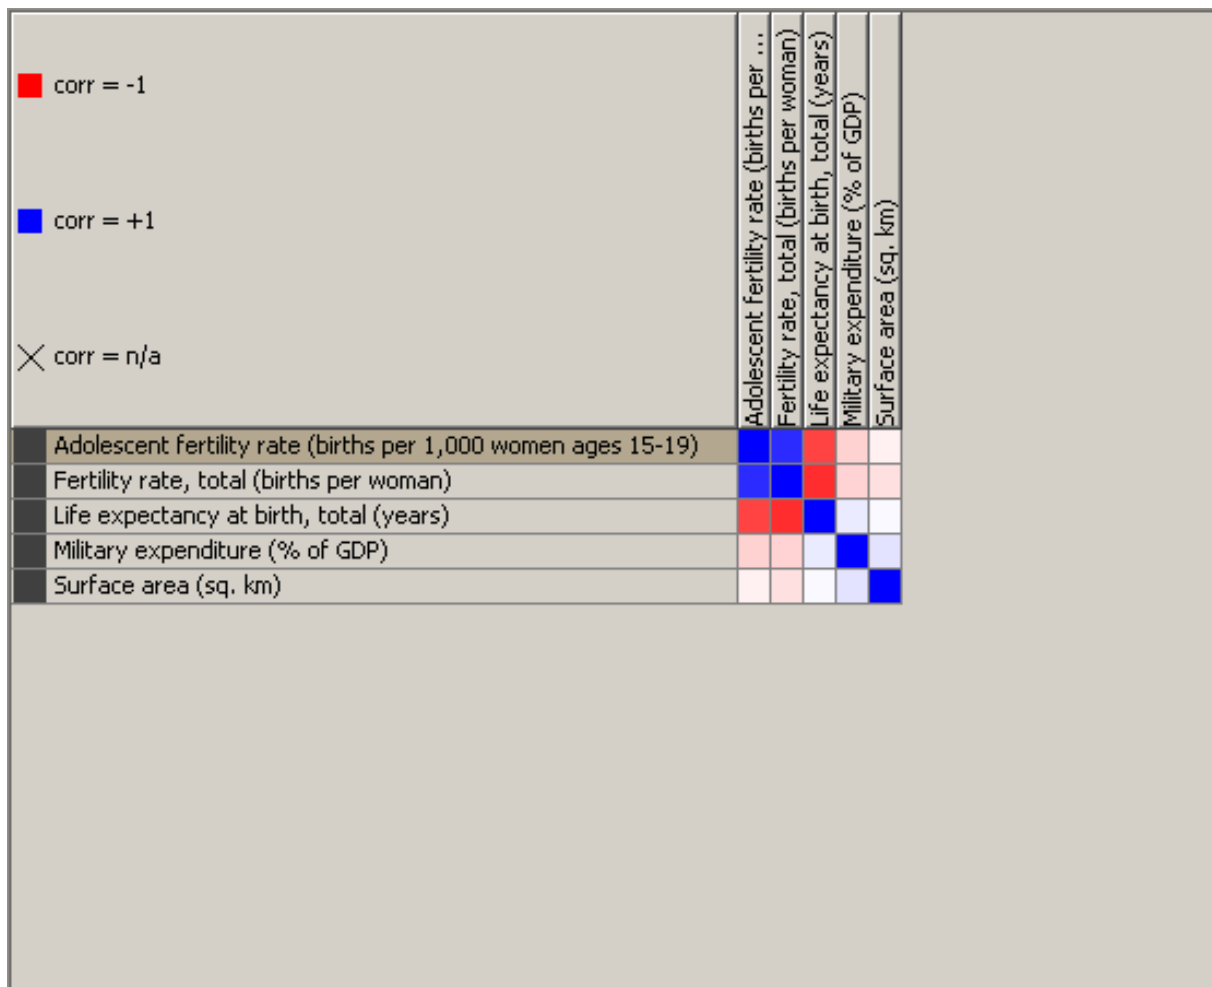 corr = -1
corr = +1
corr = n/a
Adolescent fertility rate (births per ...
Fertility rate, total (births per woman)
Life expectancy at birth, total (years)
Military expenditure (% of GDP)
Surface area (sq. km)
Adolescent fertility rate (births per 1,000 women ages 15-19)
Fertility rate, total (births per woman)
Life expectancy at birth, total (years)
Military expenditure (% of GDP)
Surface area (sq. km)